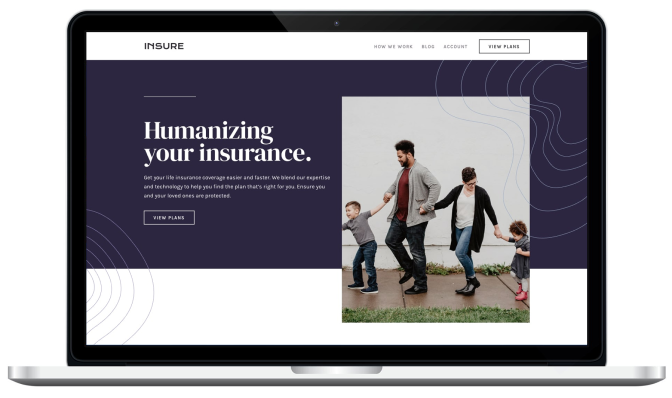 INSURE
HOW WE WORK BLOG ACCOUNT VIEW PLANS
Humanizing
your insurance.
Get your life insurance coverage easier and faster. We blend our expertise
and technology to help you find the plan that's right for you. Ensure you
and your loved ones are protected.
VIEW PLANS